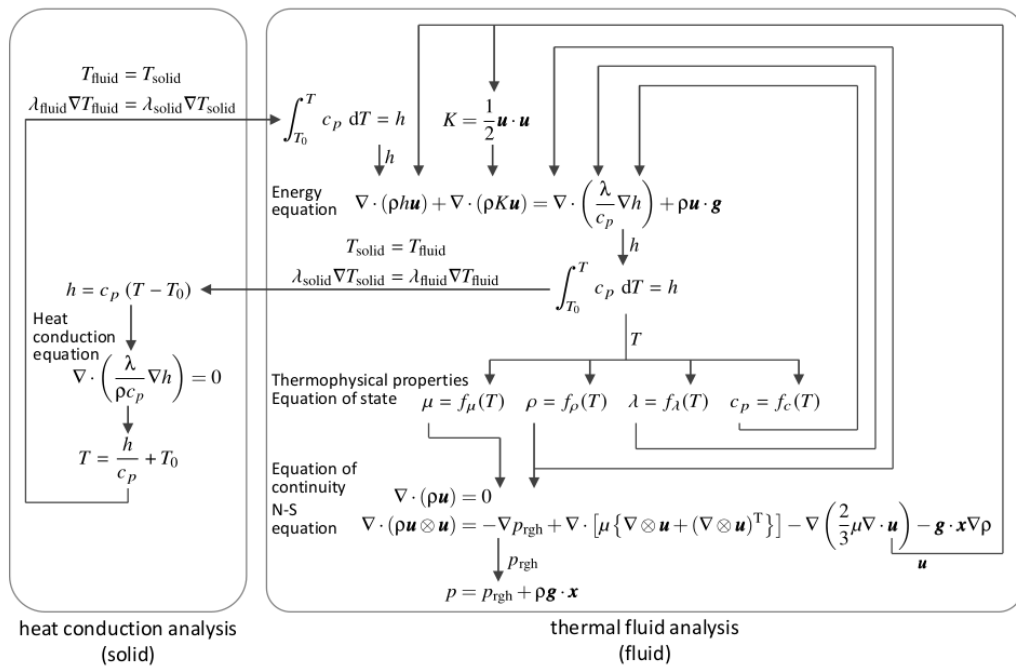 T_fluid = T_solid
λ_fluid ∇T_fluid = λ_solid ∇T_solid
∫_{T_0}^{T} c_p dT = h
K = 1/2 u · u
h
Energy
equation
∇ · (ρhu) + ∇ · (ρKu) = ∇ · (λ/c_p ∇h) + ρu · g
h
T_solid = T_fluid
λ_solid ∇T_solid = λ_fluid ∇T_fluid
h = c_p (T − T_0)
∫_{T_0}^{T} c_p dT = h
Heat
conduction
equation
∇ · (λ/ρc_p ∇h) = 0
T = h/c_p + T_0
T
Thermophysical properties
Equation of state
μ = f_μ(T)
ρ = f_ρ(T)
λ = f_λ(T)
c_p = f_c(T)
Equation of
continuity
∇ · (ρu) = 0
N-S
equation
∇ · (ρu ⊗ u) = −∇p_rgh + ∇ · [μ{∇ ⊗ u + (∇ ⊗ u)^T}] − ∇(2/3 μ∇ · u) − g · x∇ρ
u
p_rgh
p = p_rgh + ρg · x
heat conduction analysis
(solid)
thermal fluid analysis
(fluid)